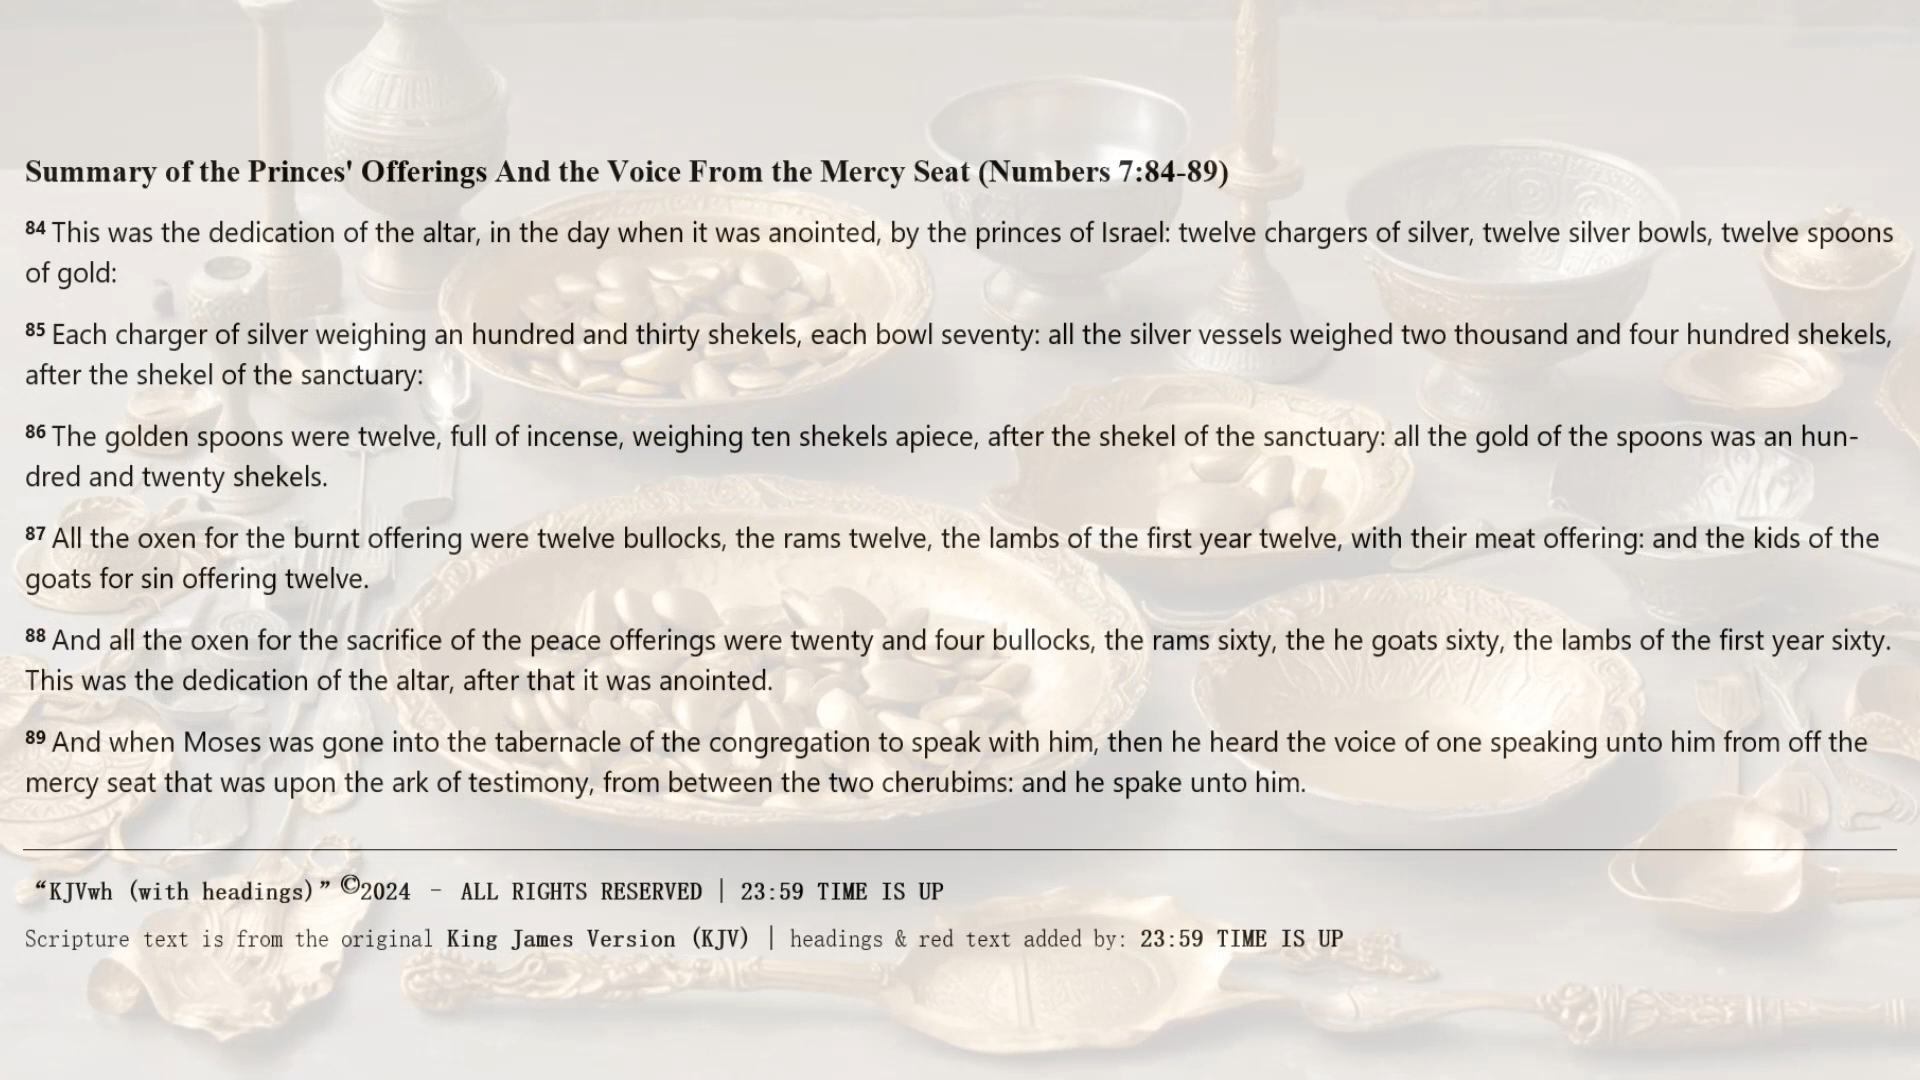 Summary of the Princes' Offerings And the Voice From the Mercy Seat (Numbers 7:84-89)
84 This was the dedication of the altar, in the day when it was anointed, by the princes of Israel: twelve chargers of silver, twelve silver bowls, twelve spoons
of gold:
85 Each charger of silver weighing an hundred and thirty shekels, each bowl seventy: all the silver vessels weighed two thousand and four hundred shekels,
after the shekel of the sanctuary:
86 The golden spoons were twelve, full of incense, weighing ten shekels apiece, after the shekel of the sanctuary: all the gold of the spoons was an hun-
dred and twenty shekels.
87 All the oxen for the burnt offering were twelve bullocks, the rams twelve, the lambs of the first year twelve, with their meat offering: and the kids of the
goats for sin offering twelve.
88 And all the oxen for the sacrifice of the peace offerings were twenty and four bullocks, the rams sixty, the he goats sixty, the lambs of the first year sixty.
This was the dedication of the altar, after that it was anointed.
89 And when Moses was gone into the tabernacle of the congregation to speak with him, then he heard the voice of one speaking unto him from off the
mercy seat that was upon the ark of testimony, from between the two cherubims: and he spake unto him.
“KJVwh (with headings)” ©2024 - ALL RIGHTS RESERVED | 23:59 TIME IS UP
Scripture text is from the original King James Version (KJV) | headings & red text added by: 23:59 TIME IS UP